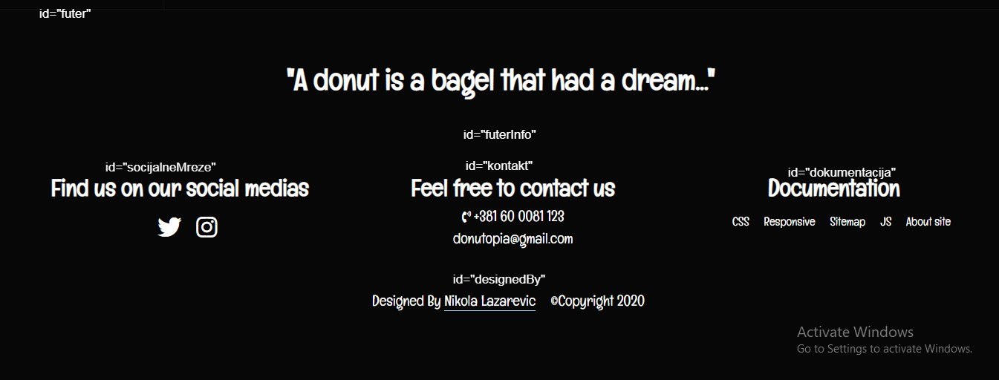 id="futer"
"A donut is a bagel that had a dream..."
id="futerInfo"
id="socijalneMreze"
Find us on our social medias
id="kontakt"
Feel free to contact us
+381 60 0081 123
donutopia@gmail.com
id="dokumentacija"
Documentation
CSS Responsive Sitemap JS About site
id="designedBy"
Designed By Nikola Lazarevic ©Copyright 2020
Activate Windows
Go to Settings to activate Windows.